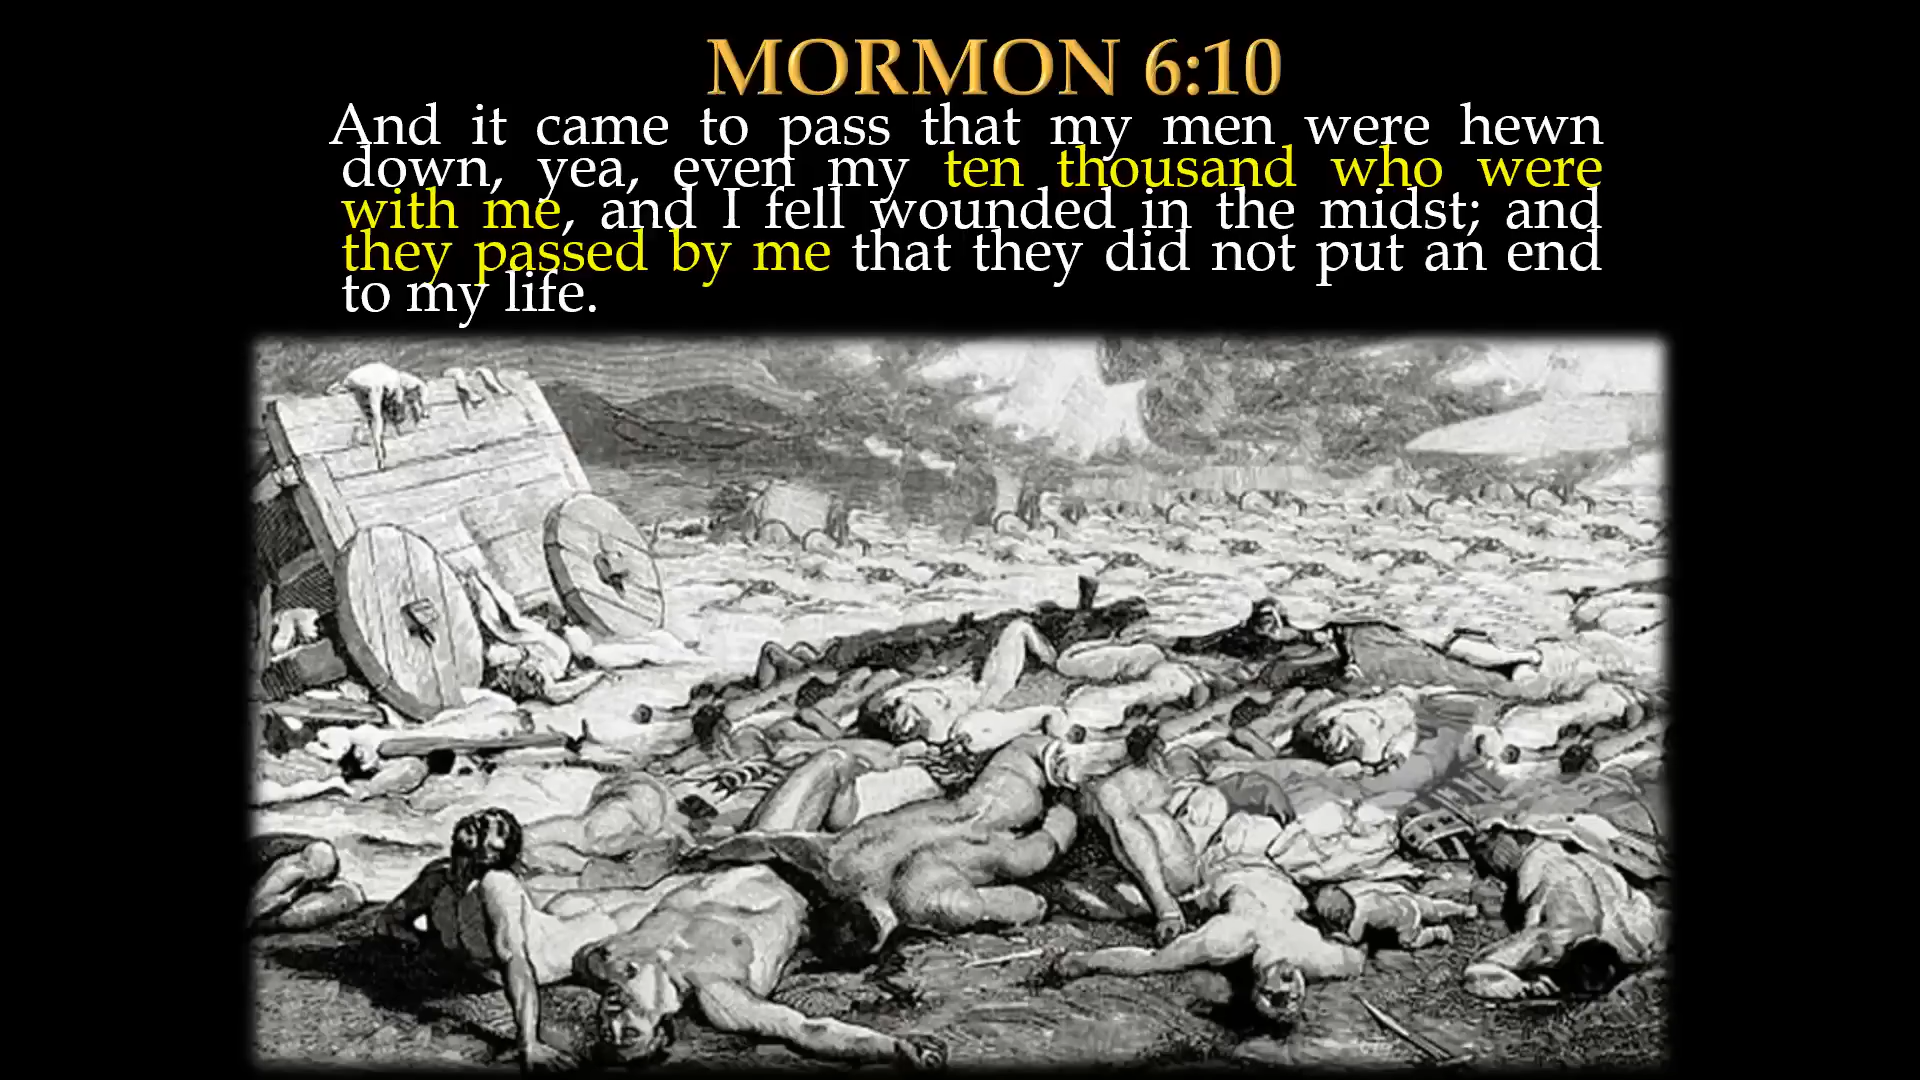 MORMON 6:10
And it came to pass that my men were hewn
down, yea, even my ten thousand who were
with me, and I fell wounded in the midst; and
they passed by me that they did not put an end
to my life.